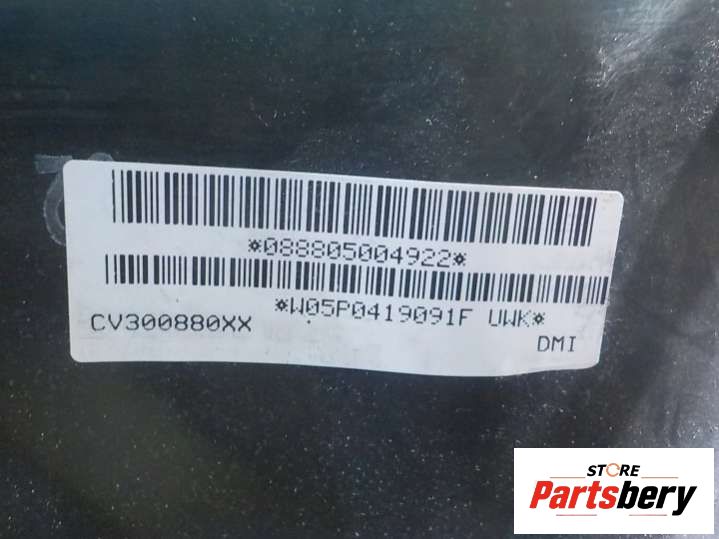 *088805004922*
*W05P0419091F UWK*
CV300880XX
DMI
STORE
Partsbery